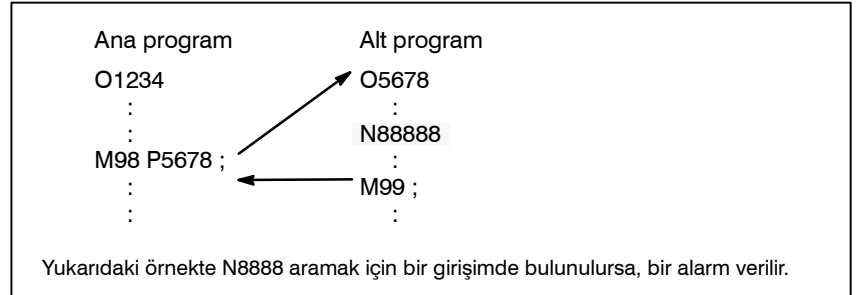 Ana program Alt program
O1234 O5678
: :
: N88888
M98 P5678 ; :
: M99 ;
: :
Yukarıdaki örnekte N8888 aramak için bir girişimde bulunulursa, bir alarm verilir.